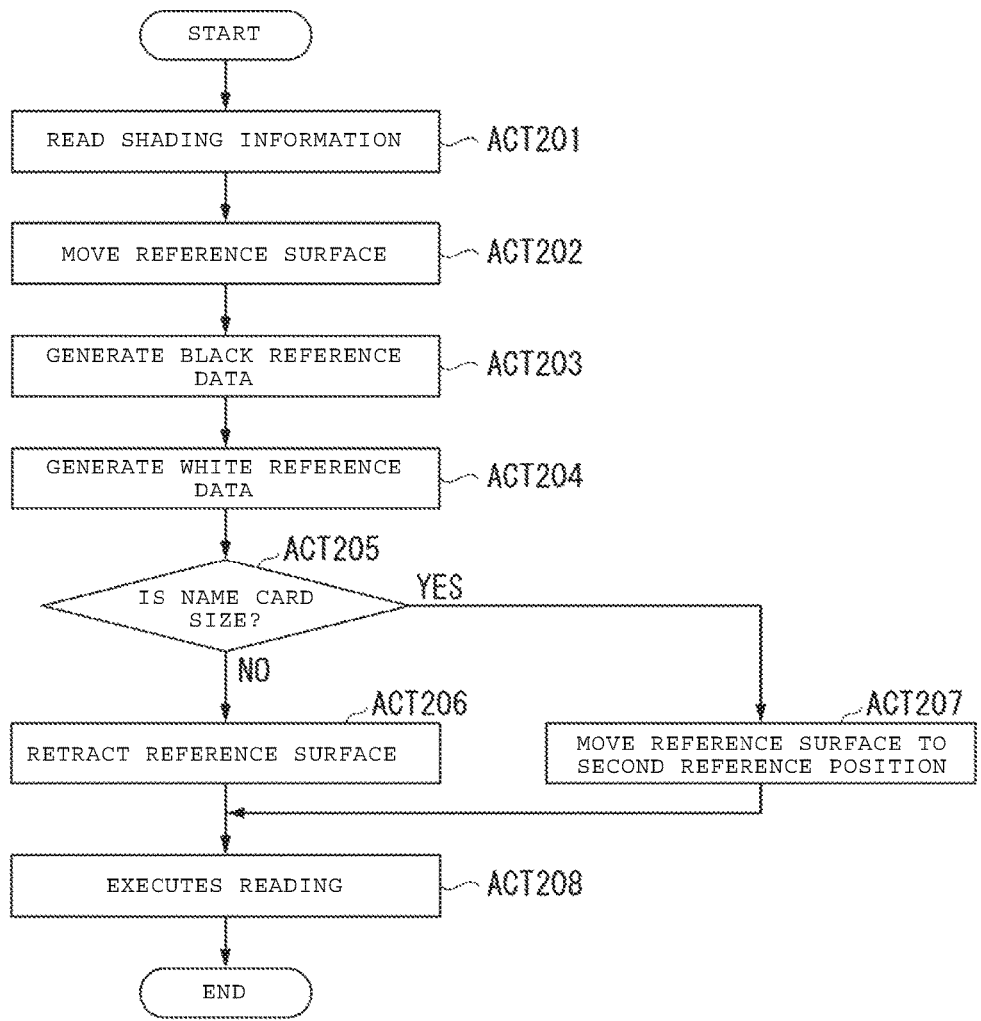 START
READ SHADING INFORMATION
ACT201
MOVE REFERENCE SURFACE
ACT202
GENERATE BLACK REFERENCE
DATA
ACT203
GENERATE WHITE REFERENCE
DATA
ACT204
ACT205
IS NAME CARD
SIZE?
YES
NO
ACT206
RETRACT REFERENCE SURFACE
ACT207
MOVE REFERENCE SURFACE TO
SECOND REFERENCE POSITION
EXECUTES READING
ACT208
END